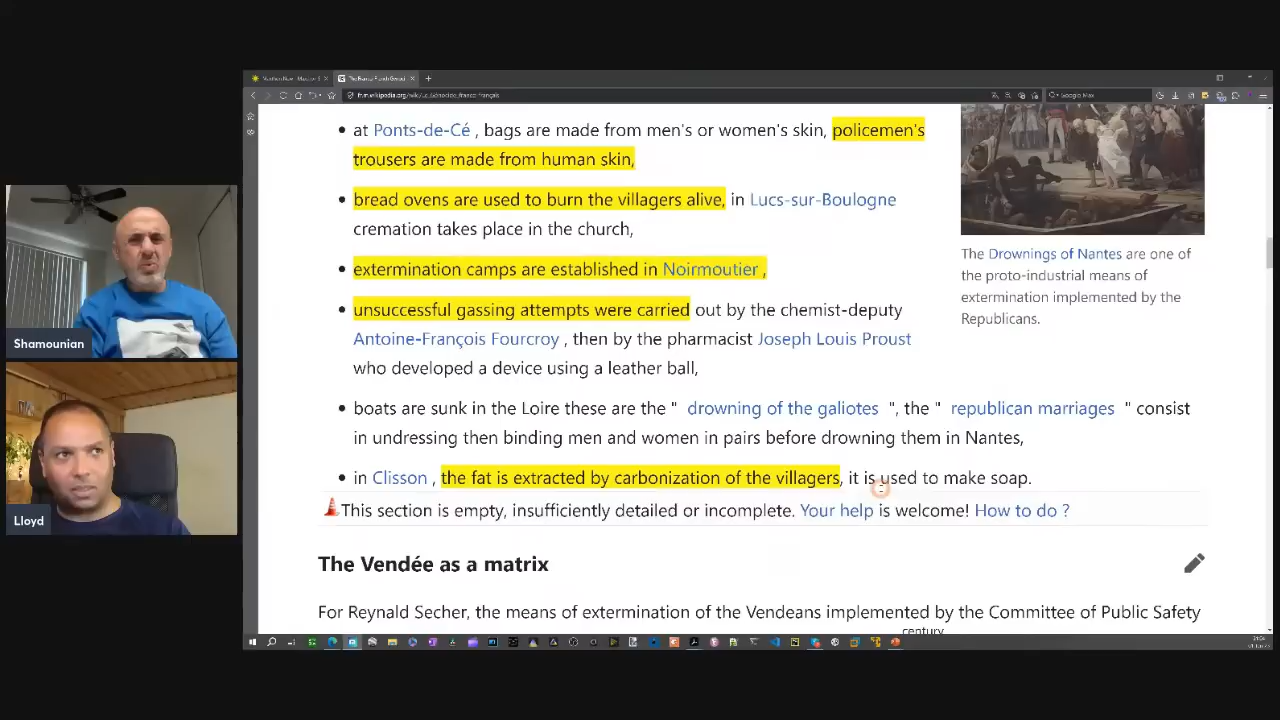 The Franco-French Genocid
at Ponts-de-Cé , bags are made from men's or women's skin, policemen's
trousers are made from human skin,
bread ovens are used to burn the villagers alive, in Lucs-sur-Boulogne
cremation takes place in the church,
extermination camps are established in Noirmoutier ,
unsuccessful gassing attempts were carried out by the chemist-deputy
Antoine-François Fourcroy , then by the pharmacist Joseph Louis Proust
who developed a device using a leather ball,
boats are sunk in the Loire these are the " drowning of the galiotes ", the " republican marriages " consist
in undressing then binding men and women in pairs before drowning them in Nantes,
in Clisson , the fat is extracted by carbonization of the villagers, it is used to make soap.
The Drownings of Nantes are one of
the proto-industrial means of
extermination implemented by the
Republicans.
This section is empty, insufficiently detailed or incomplete. Your help is welcome! How to do ?
The Vendée as a matrix
For Reynald Secher, the means of extermination of the Vendeans implemented by the Committee of Public Safety
century
Shamounian
Lloyd